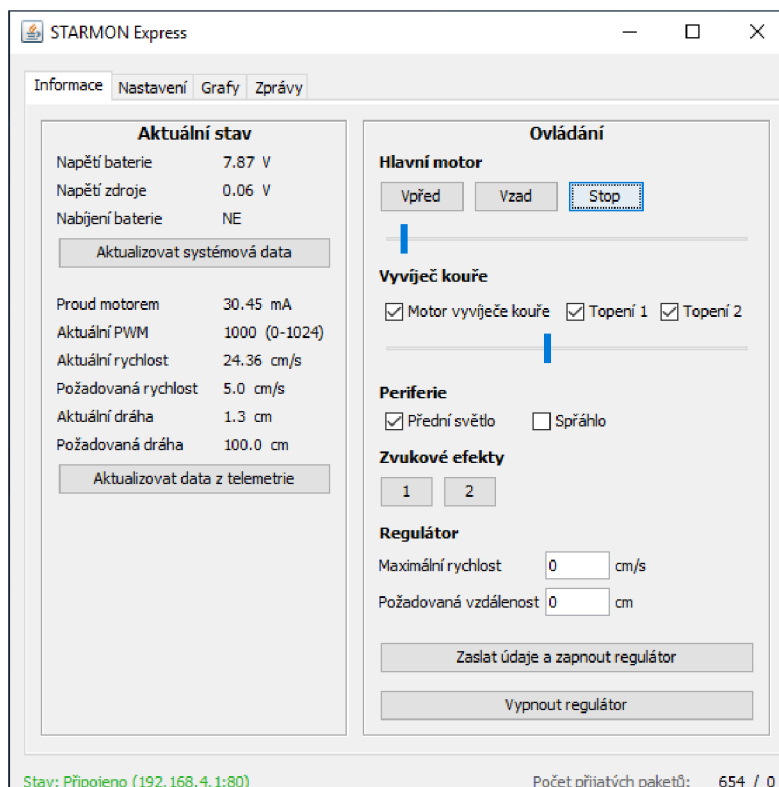 STARMON Express
Informace Nastavení Grafy Zprávy
Aktuální stav
Napětí baterie 7.87 V
Napětí zdroje 0.06 V
Nabíjení baterie NE
Aktualizovat systémová data
Proud motorem 30.45 mA
Aktuální PWM 1000 (0-1024)
Aktuální rychlost 24.36 cm/s
Požadovaná rychlost 5.0 cm/s
Aktuální dráha 1.3 cm
Požadovaná dráha 100.0 cm
Aktualizovat data z telemetrie
Ovládání
Hlavní motor
Vpřed Vzad Stop
Vyvíječ kouře
Motor vyvíječe kouře Topení 1 Topení 2
Periferie
Přední světlo Spřáhlo
Zvukové efekty
1 2
Regulátor
Maximální rychlost 0 cm/s
Požadovaná vzdálenost 0 cm
Zaslat údaje a zapnout regulátor
Vypnout regulátor
Stav: Připojeno (192.168.4.1:80) Počet přijatých paketů: 654 / 0